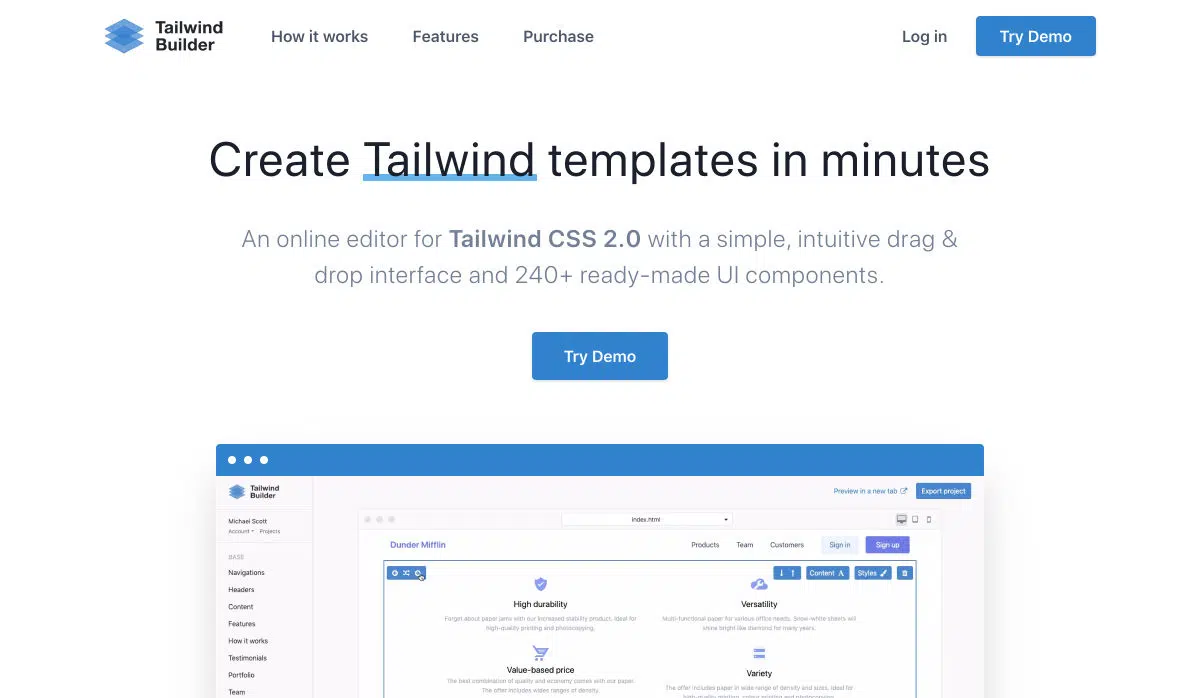 Tailwind
Builder
How it works
Features
Purchase
Log in
Try Demo
Create Tailwind templates in minutes
An online editor for Tailwind CSS 2.0 with a simple, intuitive drag &
drop interface and 240+ ready-made UI components.
Try Demo
Tailwind
Builder
Preview in a new tab
Export project
Michael Scott
Account
Projects
index.html
Dunder Mifflin
Products
Team
Customers
Sign in
Sign up
BASE
Navigations
Headers
Content
Features
How it works
Testimonials
Portfolio
Team
Content
Styles
High durability
Forget about paper jams with our increased stability product. Ideal for
high-quality printing and photocopying.
Versatility
Multi-functional paper for various office needs. Snow-white sheets will
shine bright like diamond for many years.
Value-based price
The best combination of quality and economy comes with our paper.
The offer includes wides ranges of density.
Variety
The offer includes paper in wide range of density and sizes. Ideal for